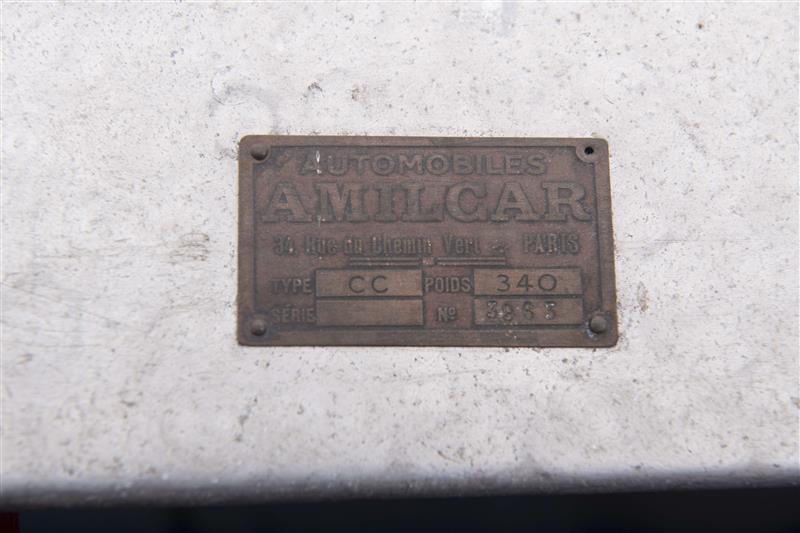 AUTOMOBILES
AMILCAR
34, Rue du Chemin Vert - PARIS
TYPE CC POIDS 340
SÉRIE Nº